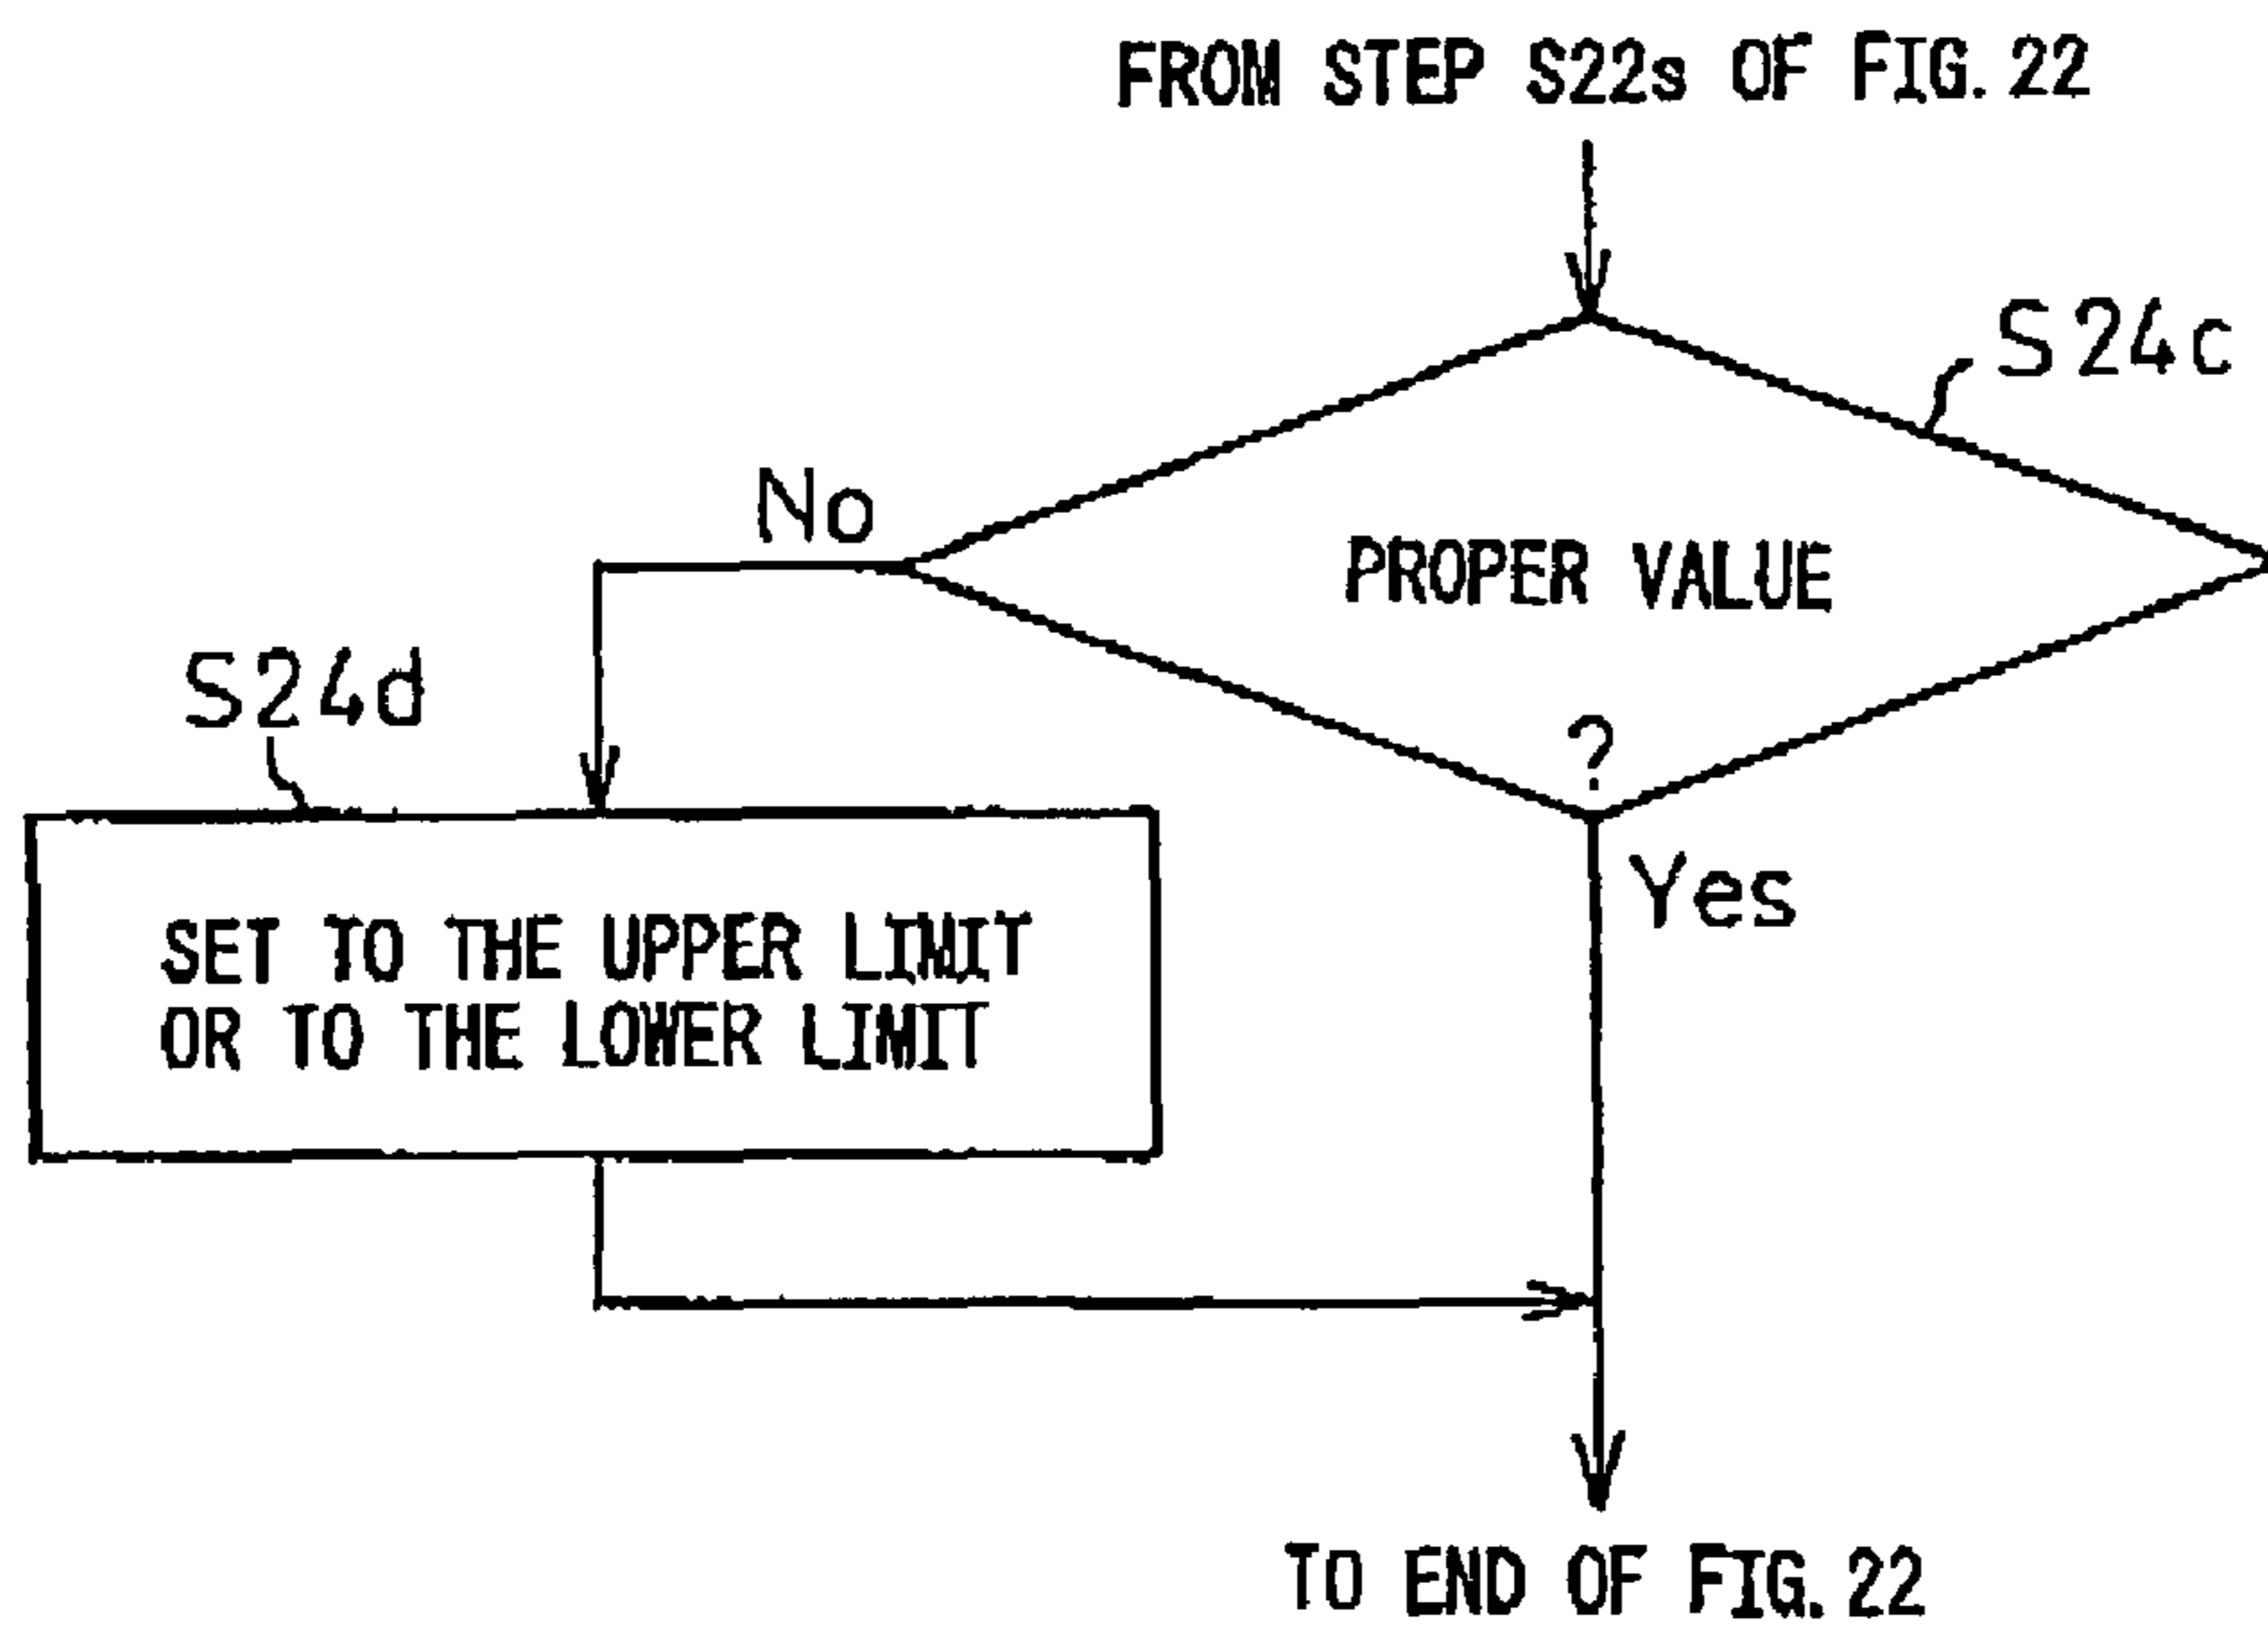 FROM STEP S22s OF FIG. 22
S24c
No
PROPER VALUE
?
S24d
Yes
SET TO THE UPPER LIMIT
OR TO THE LOWER LIMIT
TO END OF FIG. 22